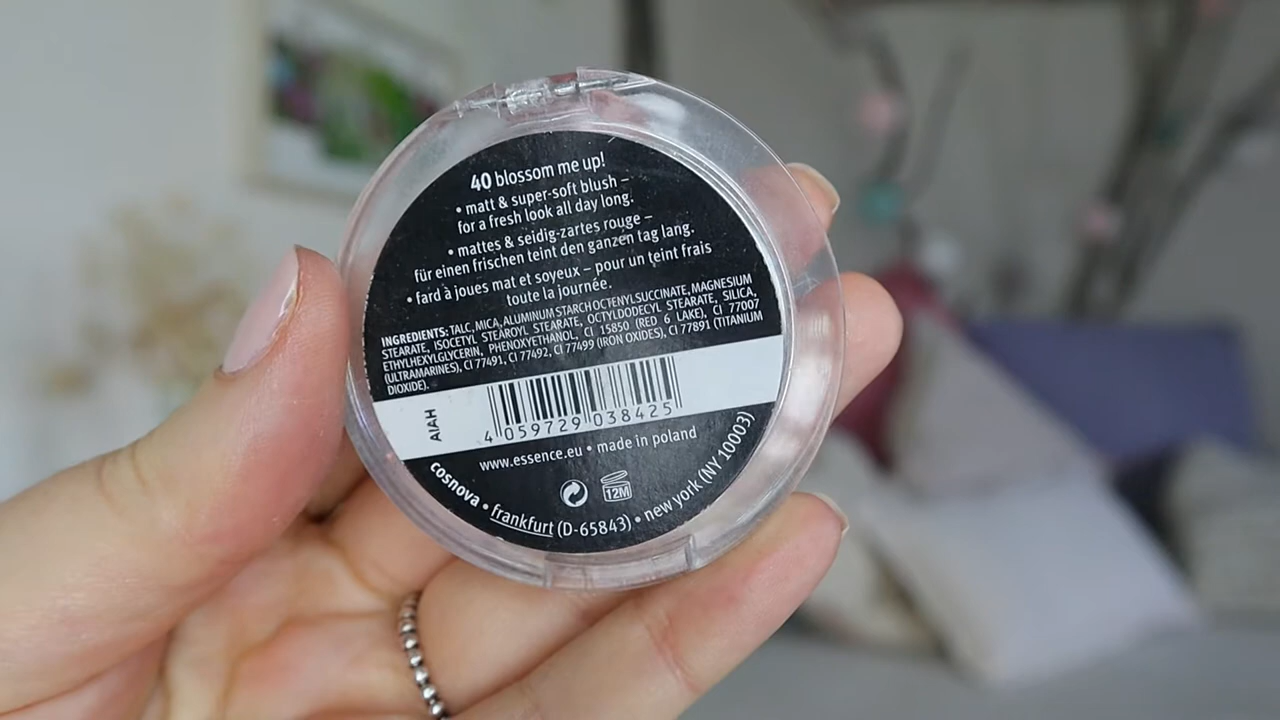 40 blossom me up!
• matt & super-soft blush –
for a fresh look all day long.
• mattes & seidig-zartes rouge –
für einen frischen teint den ganzen tag lang.
• fard à joues mat et soyeux – pour un teint frais
toute la journée.
INGREDIENTS: TALC, MICA, ALUMINUM STARCH OCTENYLSUCCINATE, MAGNESIUM
STEARATE, ISOCETYL STEAROYL STEARATE, OCTYLDODECYL STEARATE, SILICA,
ETHYLHEXYLGLYCERIN, PHENOXYETHANOL, CI 15850 (RED 6 LAKE), CI 77007
(ULTRAMARINES), CI 77491, CI 77492, CI 77499 (IRON OXIDES), CI 77891 (TITANIUM
DIOXIDE).
AIAH
4 059729 038425
www.essence.eu • made in poland
12M
cosnova • frankfurt (D-65843) • new york (NY 10003)